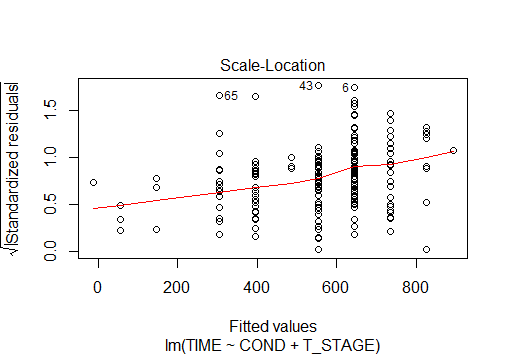 Scale-Location
√|Standardized residuals|
1.5
1.0
0.5
0.0
65
43
6
0 200 400 600 800
Fitted values
lm(TIME ~ COND + T_STAGE)